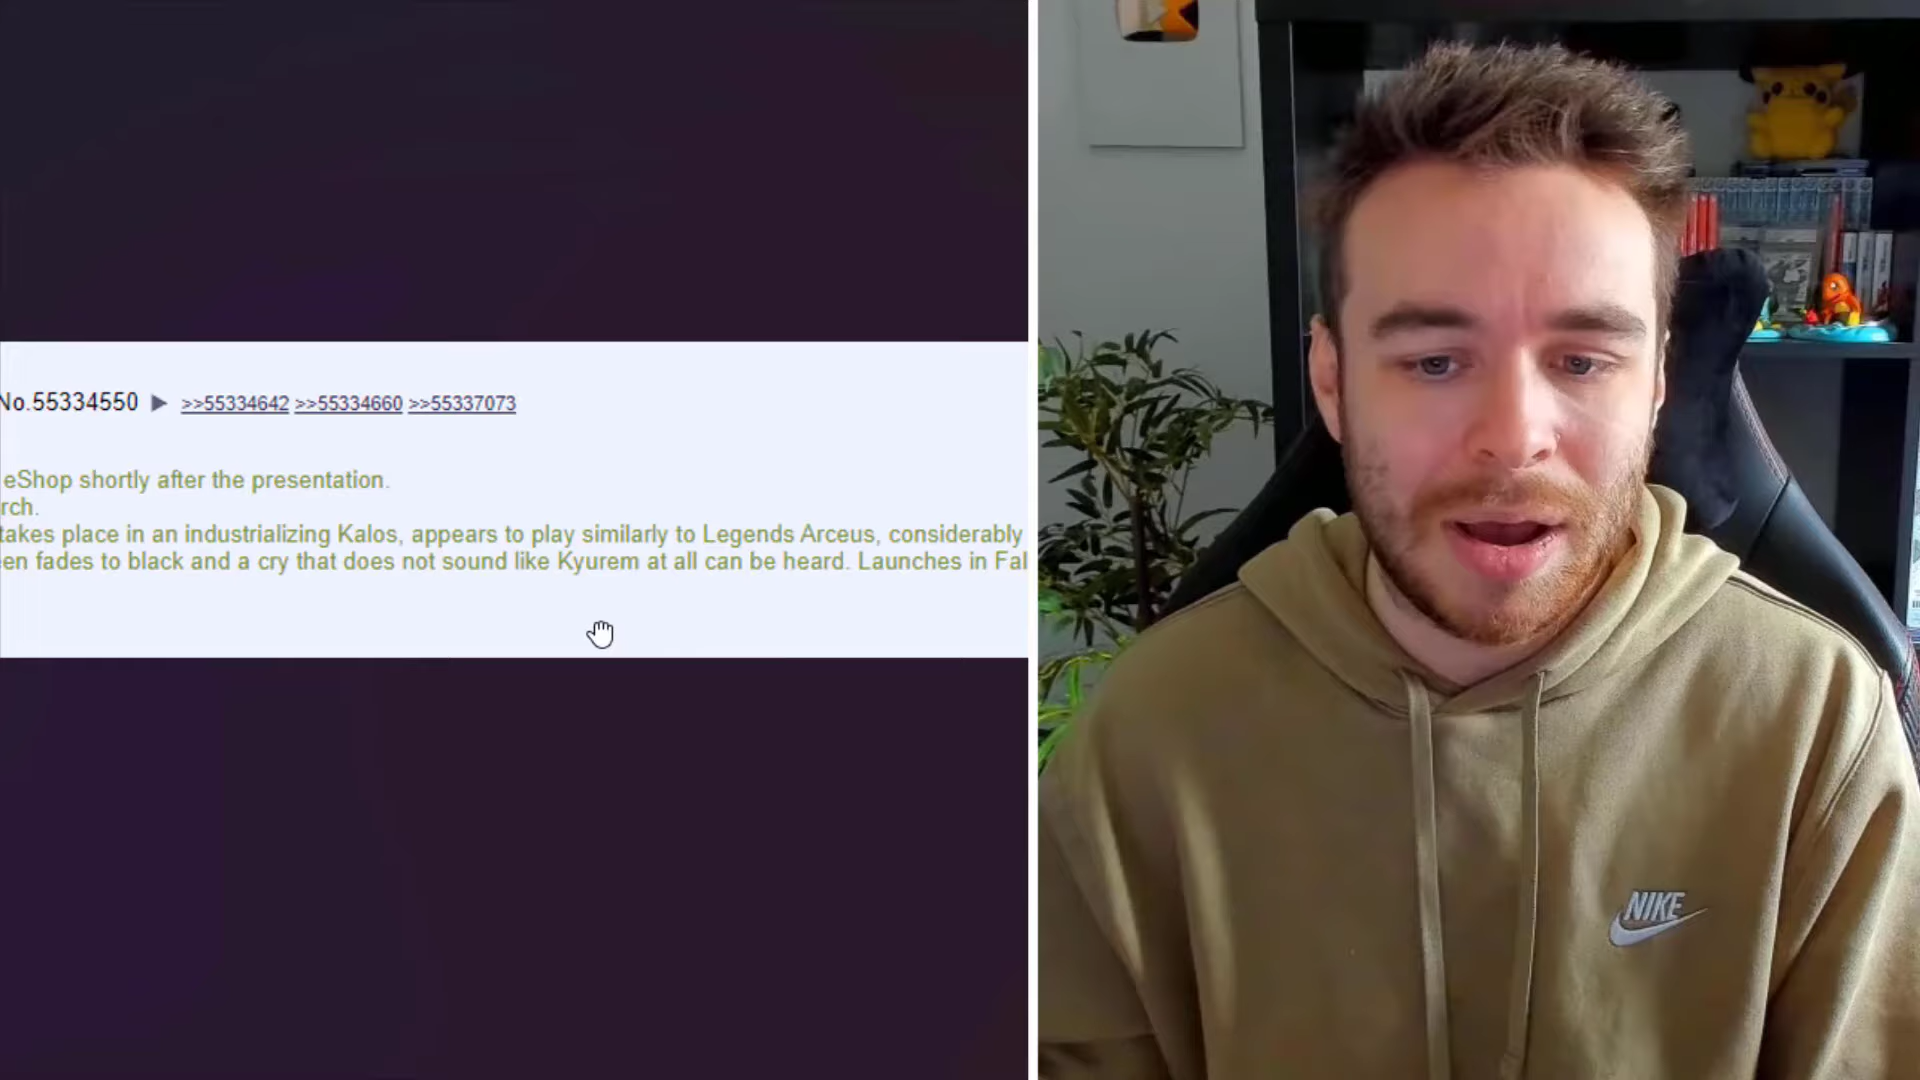 No.55334550 ▶ >>55334642 >>55334660 >>55337073
eShop shortly after the presentation.
rch.
takes place in an industrializing Kalos, appears to play similarly to Legends Arceus, considerably
en fades to black and a cry that does not sound like Kyurem at all can be heard. Launches in Fal
NIKE